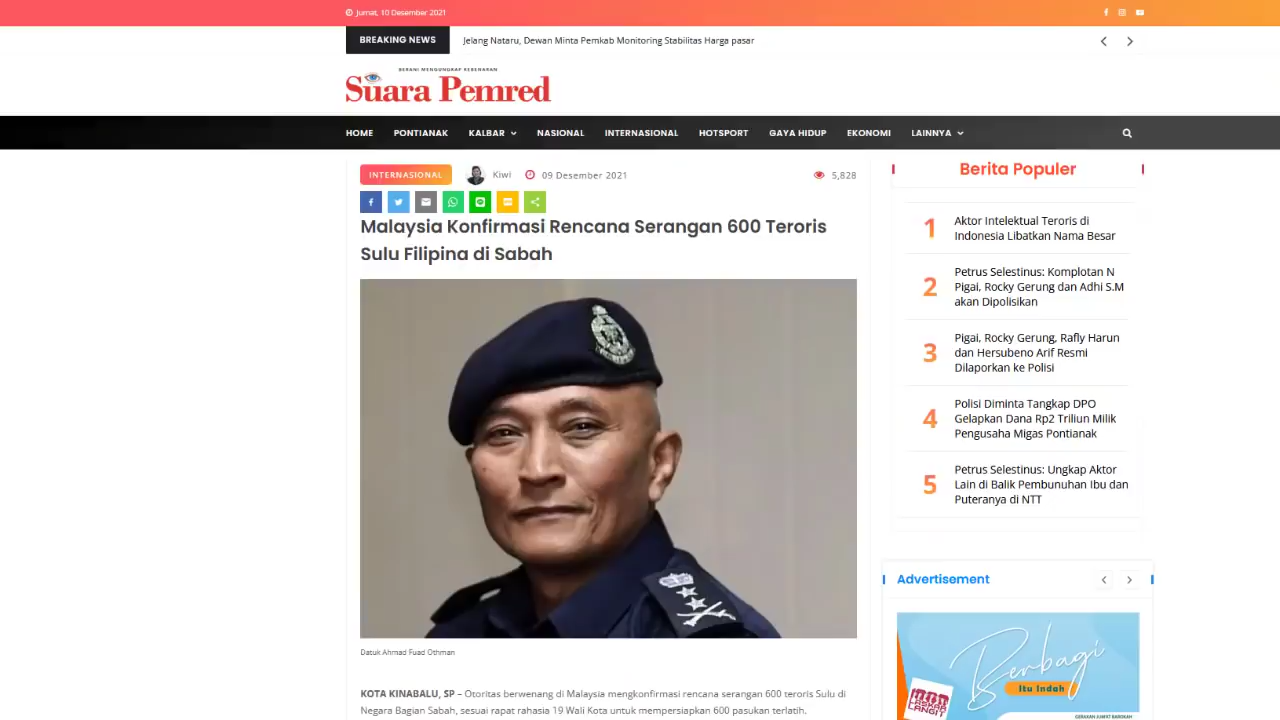 Jumat, 10 Desember 2021
BREAKING NEWS
Jelang Nataru, Dewan Minta Pemkab Monitoring Stabilitas Harga pasar
BERANI MENGUNGKAP KEBENARAN
Suara Pemred
HOME PONTIANAK KALBAR NASIONAL INTERNASIONAL HOTSPORT GAYA HIDUP EKONOMI LAINNYA
INTERNASIONAL Kiwi 09 Desember 2021 5,828
Malaysia Konfirmasi Rencana Serangan 600 Teroris
Sulu Filipina di Sabah
Datuk Ahmad Fuad Othman
KOTA KINABALU, SP – Otoritas berwenang di Malaysia mengkonfirmasi rencana serangan 600 teroris Sulu di
Negara Bagian Sabah, sesuai rapat rahasia 19 Wali Kota untuk mempersiapkan 600 pasukan terlatih.
Berita Populer
1
Aktor Intelektual Teroris di
Indonesia Libatkan Nama Besar
2
Petrus Selestinus: Komplotan N
Pigai, Rocky Gerung dan Adhi S.M
akan Dipolisikan
3
Pigai, Rocky Gerung, Rafly Harun
dan Hersubeno Arif Resmi
Dilaporkan ke Polisi
4
Polisi Diminta Tangkap DPO
Gelapkan Dana Rp2 Triliun Milik
Pengusaha Migas Pontianak
5
Petrus Selestinus: Ungkap Aktor
Lain di Balik Pembunuhan Ibu dan
Puteranya di NTT
Advertisement
Berbagi
Itu Indah
LASKAR
LANGIT
GERAKAN JUM'AT BAROKAH